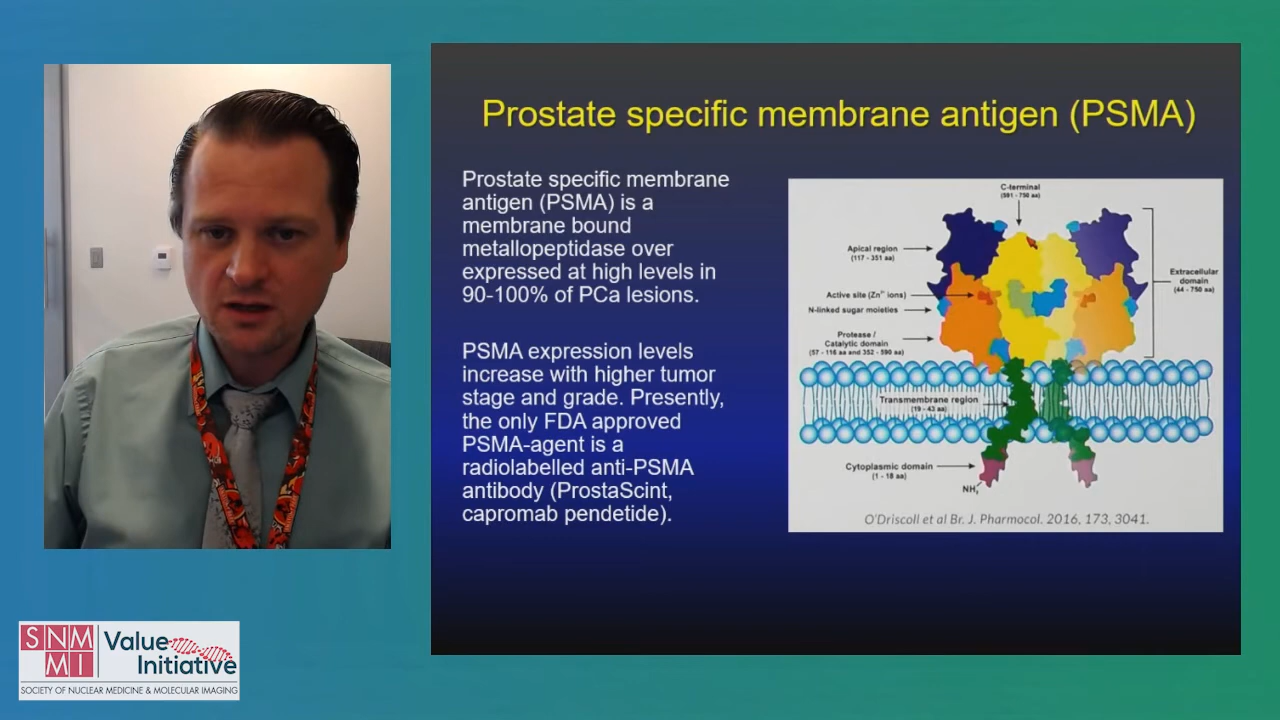 Prostate specific membrane antigen (PSMA)
Prostate specific membrane
antigen (PSMA) is a
membrane bound
metallopeptidase over
expressed at high levels in
90-100% of PCa lesions.
PSMA expression levels
increase with higher tumor
stage and grade. Presently,
the only FDA approved
PSMA-agent is a
radiolabelled anti-PSMA
antibody (ProstaScint,
capromab pendetide).
C-terminal
(591 - 750 aa)
Apical region
(117 - 351 aa)
Active site (Zn²⁺ ions)
N-linked sugar moieties
Protease /
Catalytic domain
(57 - 116 aa and 352 - 590 aa)
Extracellular
domain
(44 - 750 aa)
Transmembrane region
(19 - 43 aa)
Cytoplasmic domain
(1 - 18 aa)
O'Driscoll et al Br. J. Pharmocol. 2016, 173, 3041.
SNM
MI
Value
Initiative
SOCIETY OF NUCLEAR MEDICINE & MOLECULAR IMAGING